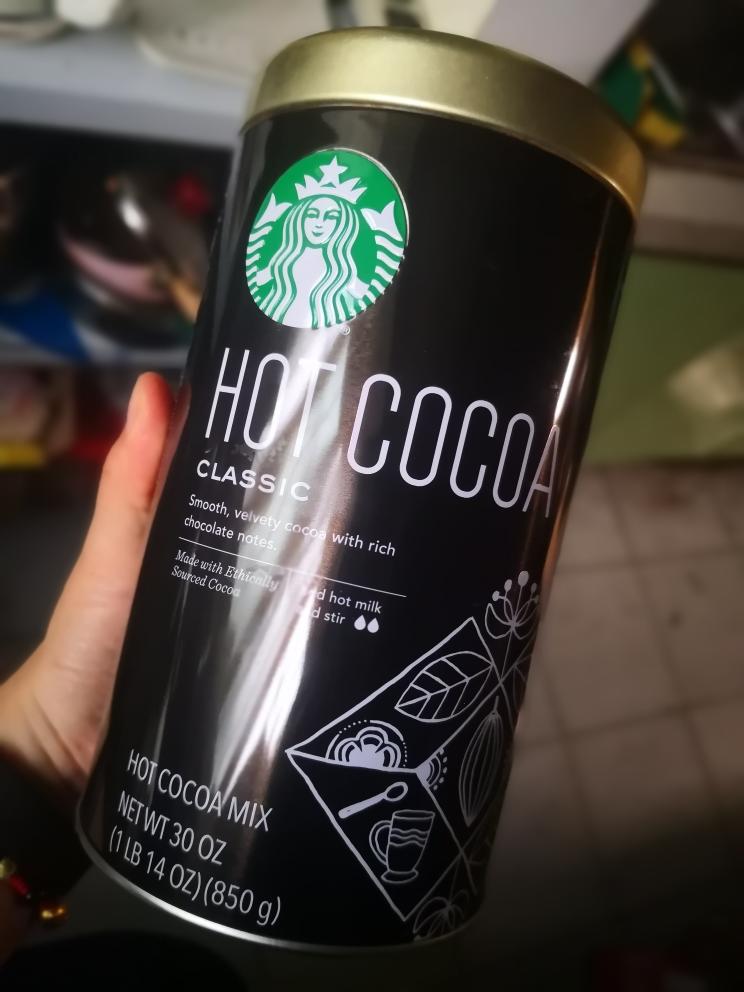 HOT COCOA
CLASSIC
Smooth, velvety cocoa with rich
chocolate notes.
Made with Ethically
Sourced Cocoa
hot milk
stir
HOT COCOA MIX
NET WT 30 OZ
(1 LB 14 OZ) (850 g)
®